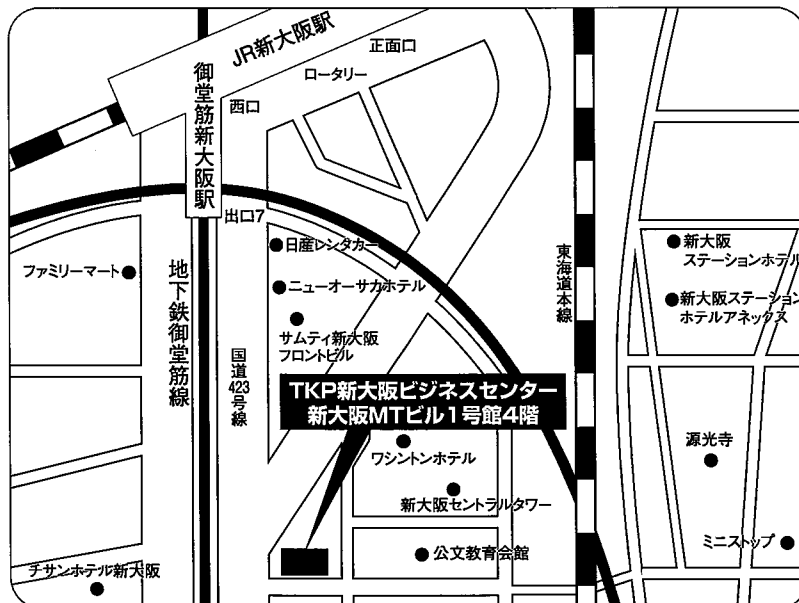 JR新大阪駅
正面口
ロータリー
御堂筋新大阪駅
西口
出口7
日産レンタカー
ファミリーマート
ニューオーサカホテル
地下鉄御堂筋線
サムティ新大阪
フロントビル
国道423号線
東海道本線
新大阪
ステーションホテル
新大阪ステーション
ホテルアネックス
TKP新大阪ビジネスセンター
新大阪MTビル1号館4階
ワシントンホテル
源光寺
新大阪セントラルタワー
公文教育会館
ミニストップ
チサンホテル新大阪